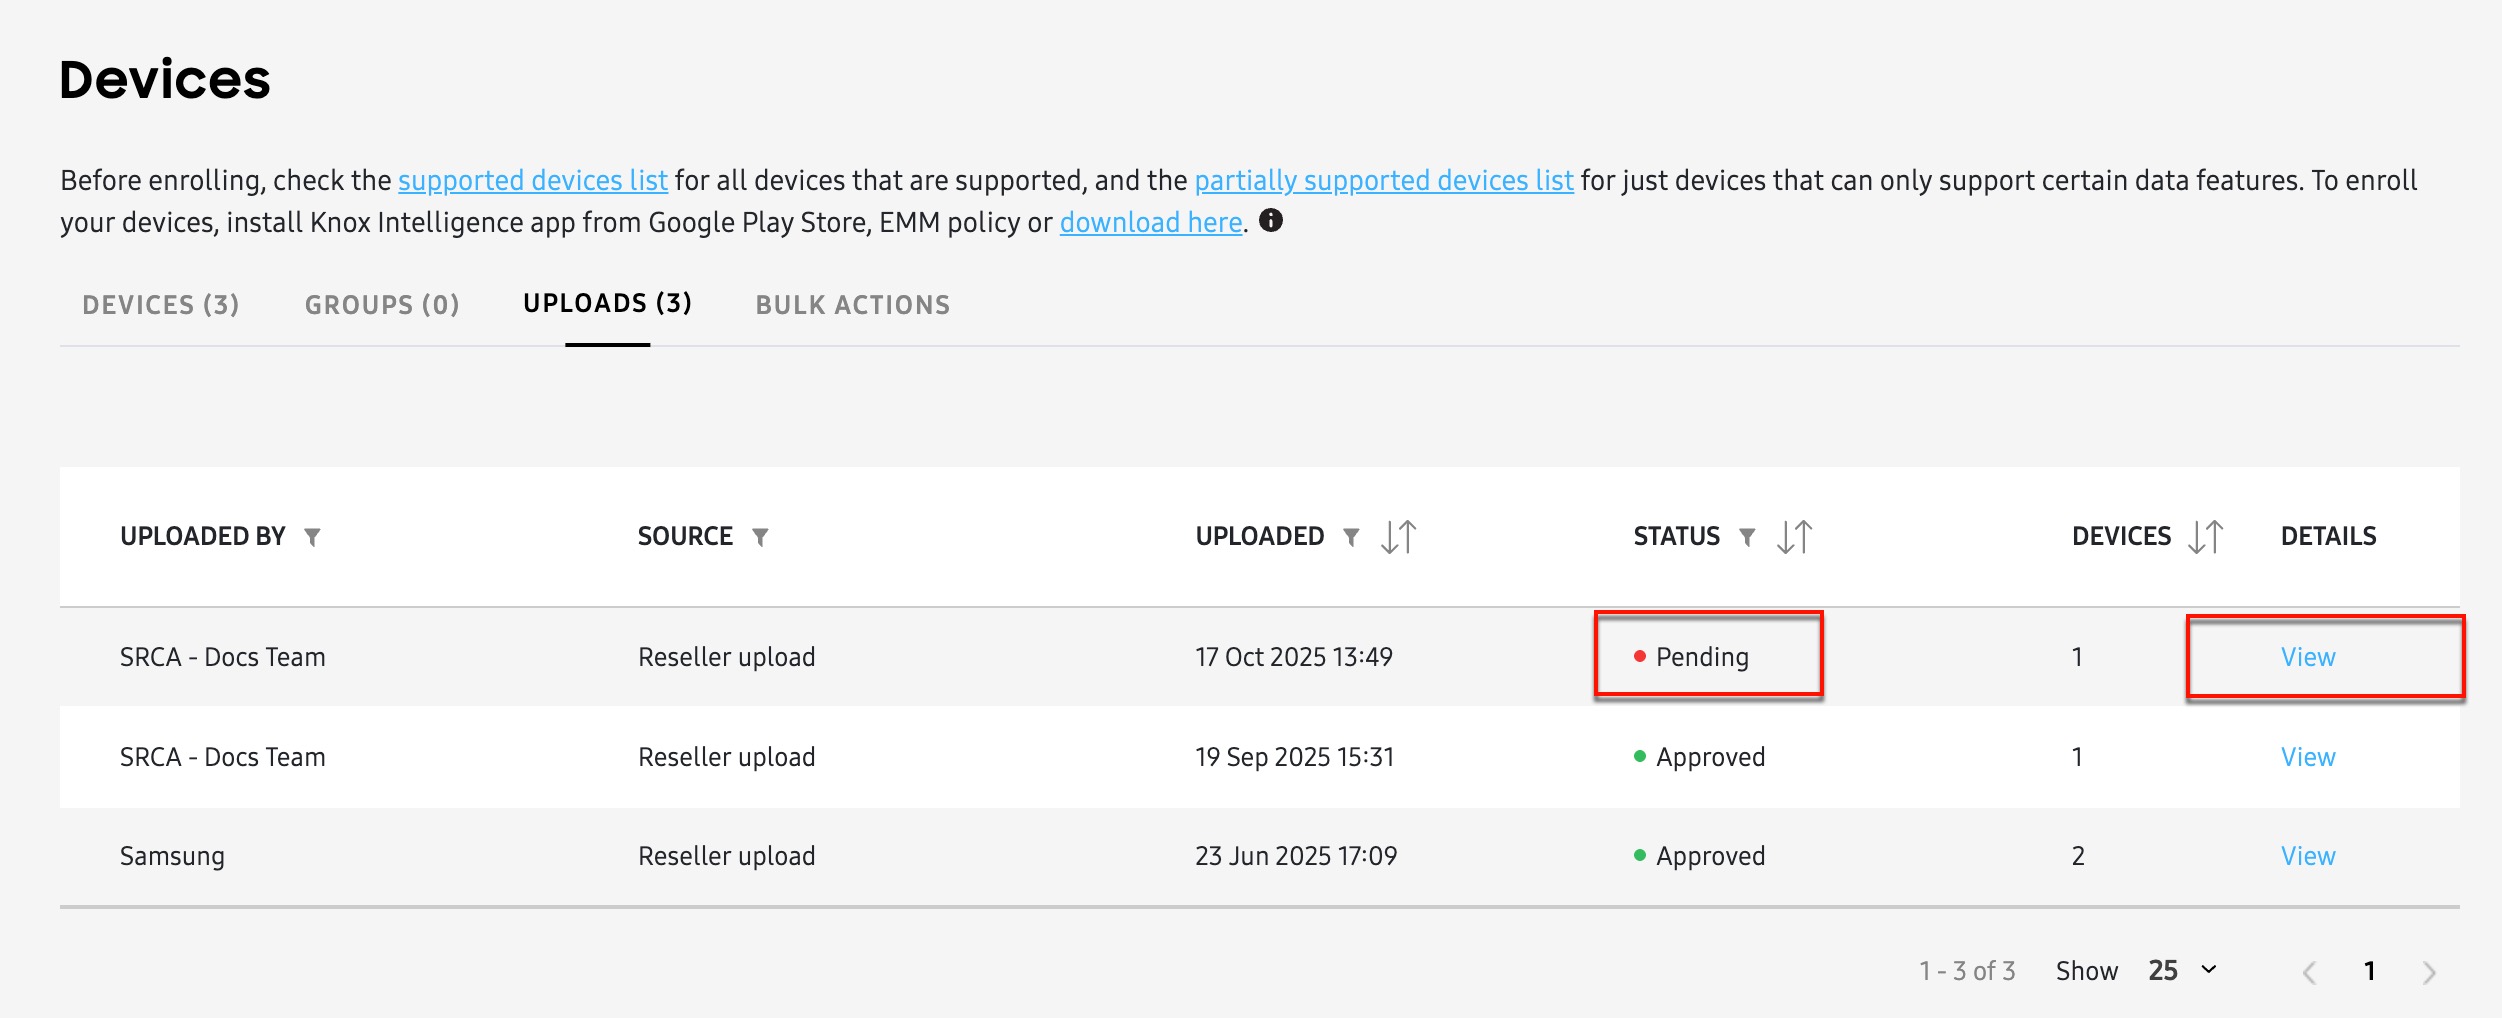 Devices
Before enrolling, check the supported devices list for all devices that are supported, and the partially supported devices list for just devices that can only support certain data features. To enroll
your devices, install Knox Intelligence app from Google Play Store, EMM policy or download here.
DEVICES (3) GROUPS (0) UPLOADS (3) BULK ACTIONS
UPLOADED BY SOURCE UPLOADED STATUS DEVICES DETAILS
SRCA - Docs Team Reseller upload 17 Oct 2025 13:49 Pending 1 View
SRCA - Docs Team Reseller upload 19 Sep 2025 15:31 Approved 1 View
Samsung Reseller upload 23 Jun 2025 17:09 Approved 2 View
1 - 3 of 3 Show 25 1